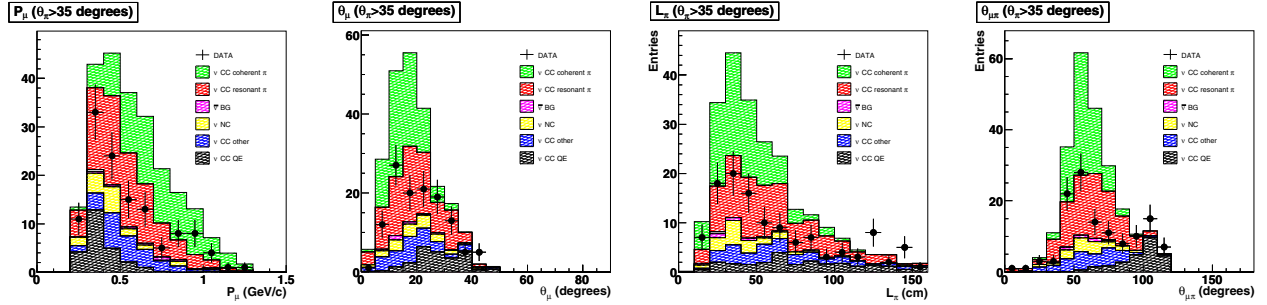 P_μ (θ_π>35 degrees)
40
20
0
0
0.5
1
1.5
P_μ (GeV/c)
DATA
ν CC coherent π
ν CC resonant π
ν̅ BG
ν NC
ν CC other
ν CC QE
θ_μ (θ_π>35 degrees)
60
40
20
0
0
20
40
60
80
θ_μ (degrees)
DATA
ν CC coherent π
ν CC resonant π
ν̅ BG
ν NC
ν CC other
ν CC QE
L_π (θ_π>35 degrees)
Entries
40
20
0
0
50
100
150
L_π (cm)
DATA
ν CC coherent π
ν CC resonant π
ν̅ BG
ν NC
ν CC other
ν CC QE
θ_μπ (θ_π>35 degrees)
Entries
60
40
20
0
0
50
100
150
θ_μπ (degrees)
DATA
ν CC coherent π
ν CC resonant π
ν̅ BG
ν NC
ν CC other
ν CC QE